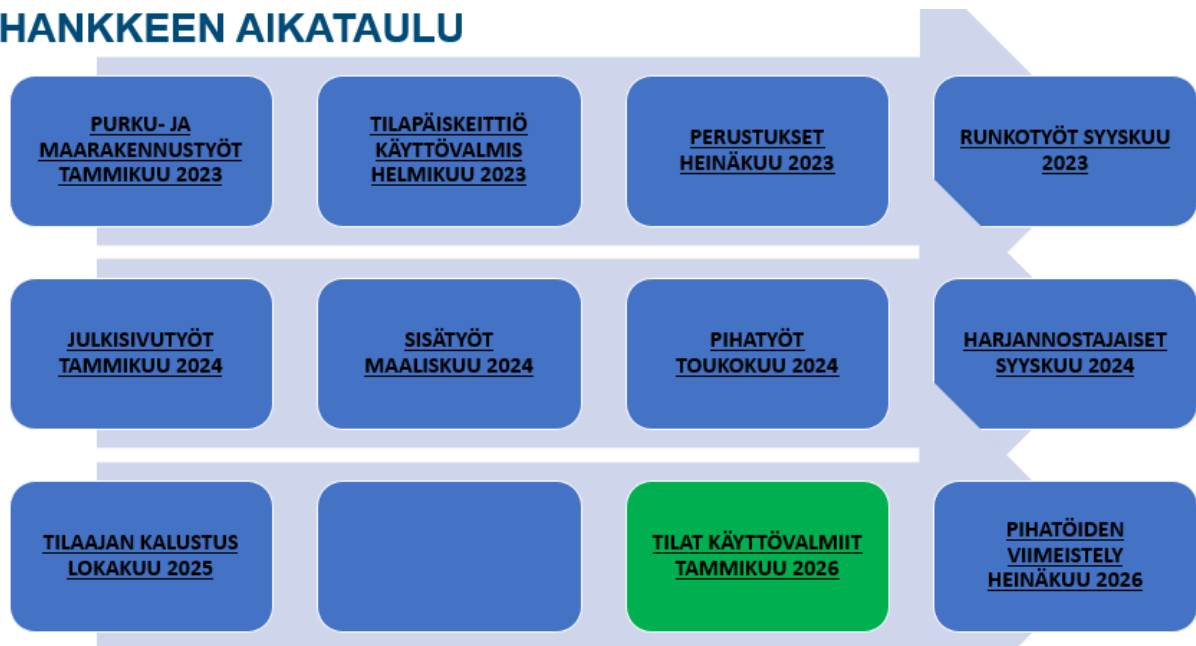 HANKKEEN AIKATAULU
PURKU- JA
MAARAKENNUSTYÖT
TAMMIKUU 2023
TILAPÄISKEITTIÖ
KÄYTTÖVALMIS
HELMIKUU 2023
PERUSTUKSET
HEINÄKUU 2023
RUNKOTYÖT SYYSKUU
2023
JULKISIVUTYÖT
TAMMIKUU 2024
SISÄTYÖT
MAALISKUU 2024
PIHATYÖT
TOUKOKUU 2024
HARJANNOSTAJAISET
SYYSKUU 2024
TILAAJAN KALUSTUS
LOKAKUU 2025
TILAT KÄYTTÖVALMIIT
TAMMIKUU 2026
PIHATÖIDEN
VIIMEISTELY
HEINÄKUU 2026